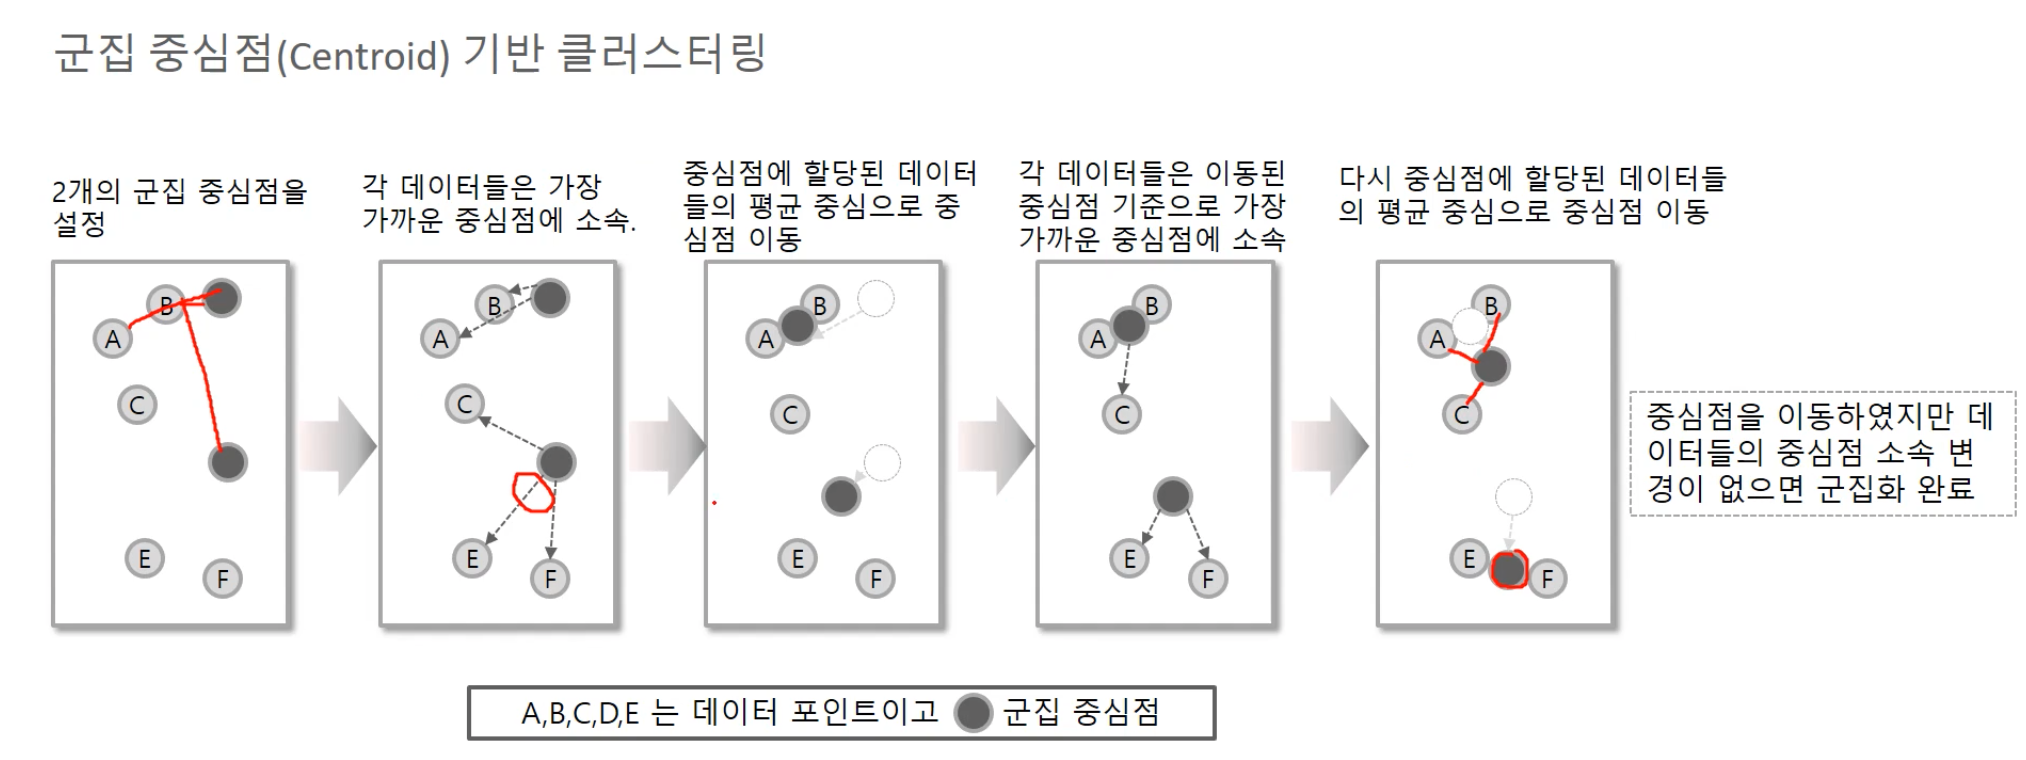 군집 중심점(Centroid) 기반 클러스터링
2개의 군집 중심점을
설정
각 데이터들은 가장
가까운 중심점에 소속.
중심점에 할당된 데이터
들의 평균 중심으로 중
심점 이동
각 데이터들은 이동된
중심점 기준으로 가장
가까운 중심점에 소속
다시 중심점에 할당된 데이터들
의 평균 중심으로 중심점 이동
B
A
C
E
F
B
A
C
E
F
B
A
C
E
F
B
A
C
E
F
B
A
C
E
F
중심점을 이동하였지만 데
이터들의 중심점 소속 변
경이 없으면 군집화 완료
A,B,C,D,E 는 데이터 포인트이고 군집 중심점